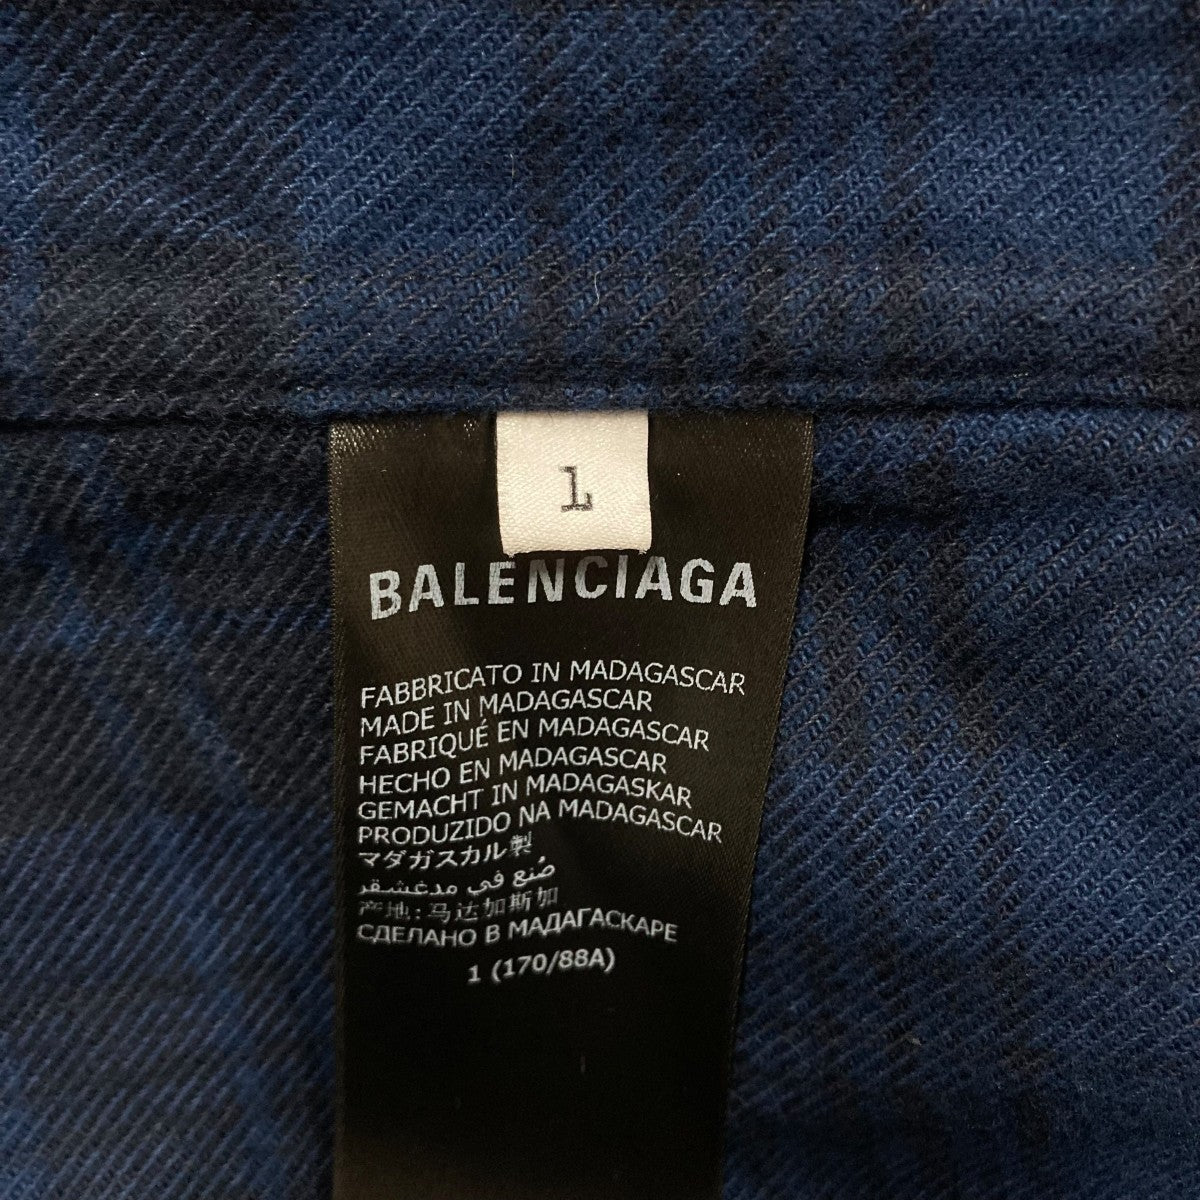 1
BALENCIAGA
FABBRICATO IN MADAGASCAR
MADE IN MADAGASCAR
FABRIQUÉ EN MADAGASCAR
HECHO EN MADAGASCAR
GEMACHT IN MADAGASKAR
PRODUZIDO NA MADAGASCAR
マダガスカル製
صُنع في مدغشقر
产地: 马达加斯加
СДЕЛАНО В МАДАГАСКАРЕ
1 (170/88A)